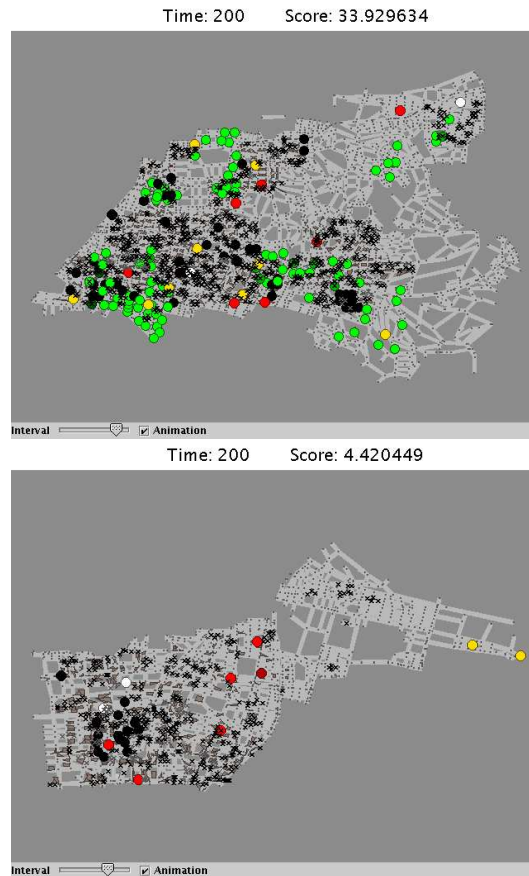 Time: 200 Score: 33.929634
Interval Animation
Time: 200 Score: 4.420449
Interval Animation